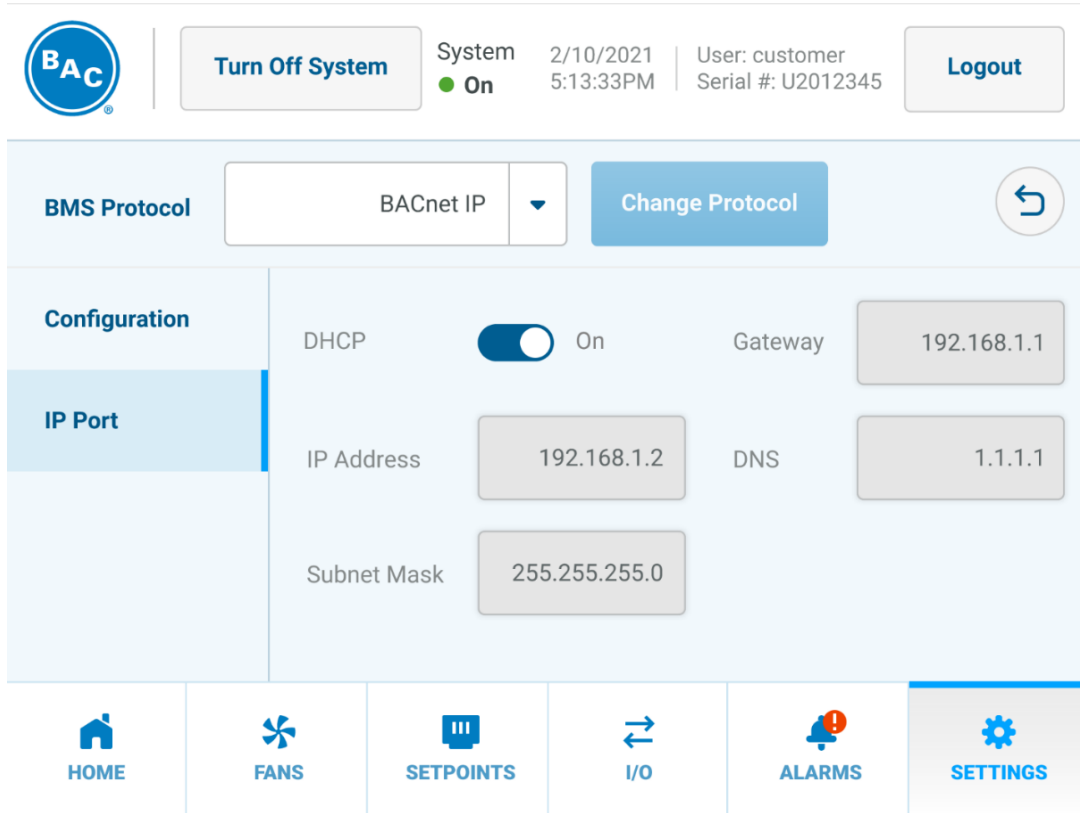 BAC®
Turn Off System
System
On
2/10/2021
5:13:33PM
User: customer
Serial #: U2012345
Logout
BMS Protocol
BACnet IP
Change Protocol
Configuration
IP Port
DHCP
On
Gateway
192.168.1.1
IP Address
192.168.1.2
DNS
1.1.1.1
Subnet Mask
255.255.255.0
HOME
FANS
SETPOINTS
I/O
!
ALARMS
SETTINGS